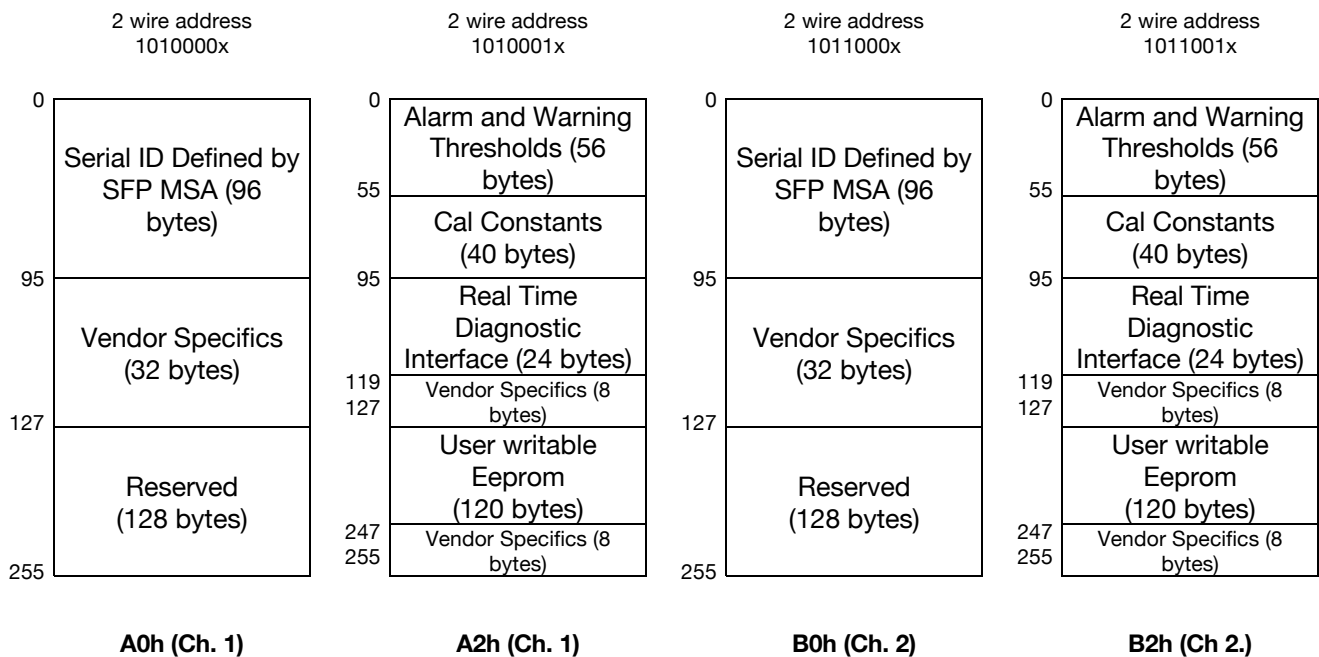 2 wire address
1010000x
0
Serial ID Defined by
SFP MSA (96
bytes)
95
Vendor Specifics
(32 bytes)
127
Reserved
(128 bytes)
255
A0h (Ch. 1)
2 wire address
1010001x
0
Alarm and Warning
Thresholds (56
bytes)
55
Cal Constants
(40 bytes)
95
Real Time
Diagnostic
Interface (24 bytes)
119
Vendor Specifics (8
bytes)
127
User writable
Eeprom
(120 bytes)
247
Vendor Specifics (8
bytes)
255
A2h (Ch. 1)
2 wire address
1011000x
0
Serial ID Defined by
SFP MSA (96
bytes)
95
Vendor Specifics
(32 bytes)
127
Reserved
(128 bytes)
255
B0h (Ch. 2)
2 wire address
1011001x
0
Alarm and Warning
Thresholds (56
bytes)
55
Cal Constants
(40 bytes)
95
Real Time
Diagnostic
Interface (24 bytes)
119
Vendor Specifics (8
bytes)
127
User writable
Eeprom
(120 bytes)
247
Vendor Specifics (8
bytes)
255
B2h (Ch 2.)